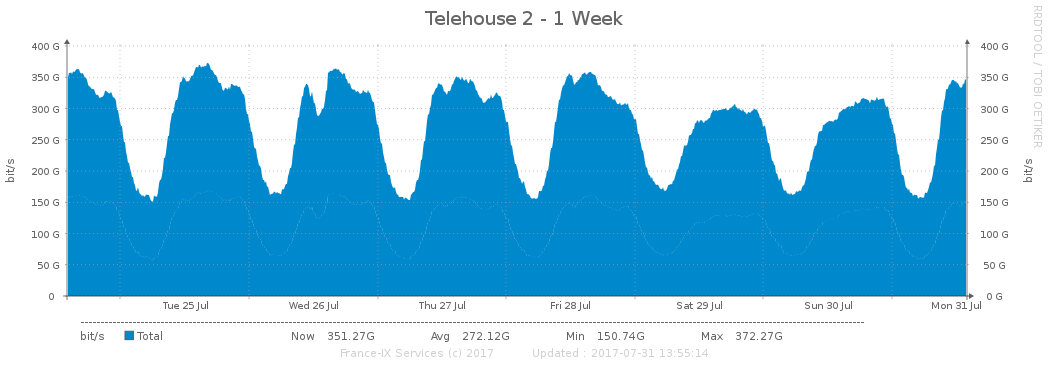 Telehouse 2 - 1 Week
RRDTOOL / TOBI OETIKER
bit/s
400 G
350 G
300 G
250 G
200 G
150 G
100 G
50 G
0
400 G
350 G
300 G
250 G
200 G
150 G
100 G
50 G
0 G
bit/s
Tue 25 Jul Wed 26 Jul Thu 27 Jul Fri 28 Jul Sat 29 Jul Sun 30 Jul Mon 31 Jul
bit/s Total Now 351.27G Avg 272.12G Min 150.74G Max 372.27G
France-IX Services (c) 2017 Updated : 2017-07-31 13:55:14